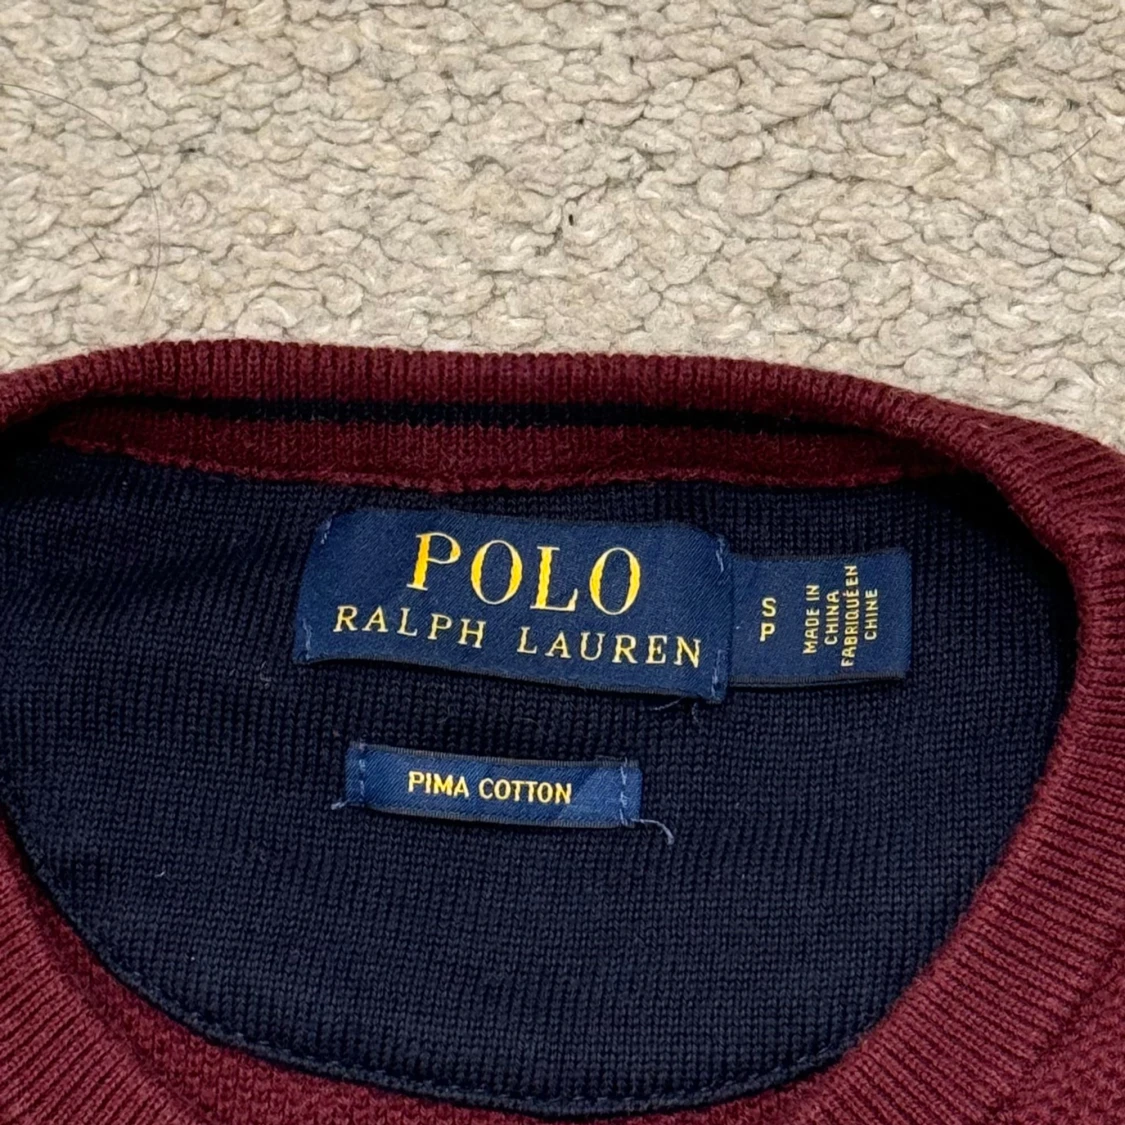 POLO
RALPH LAUREN
S
P
MADE IN
CHINA
FABRIQUÉ EN
CHINE
PIMA COTTON